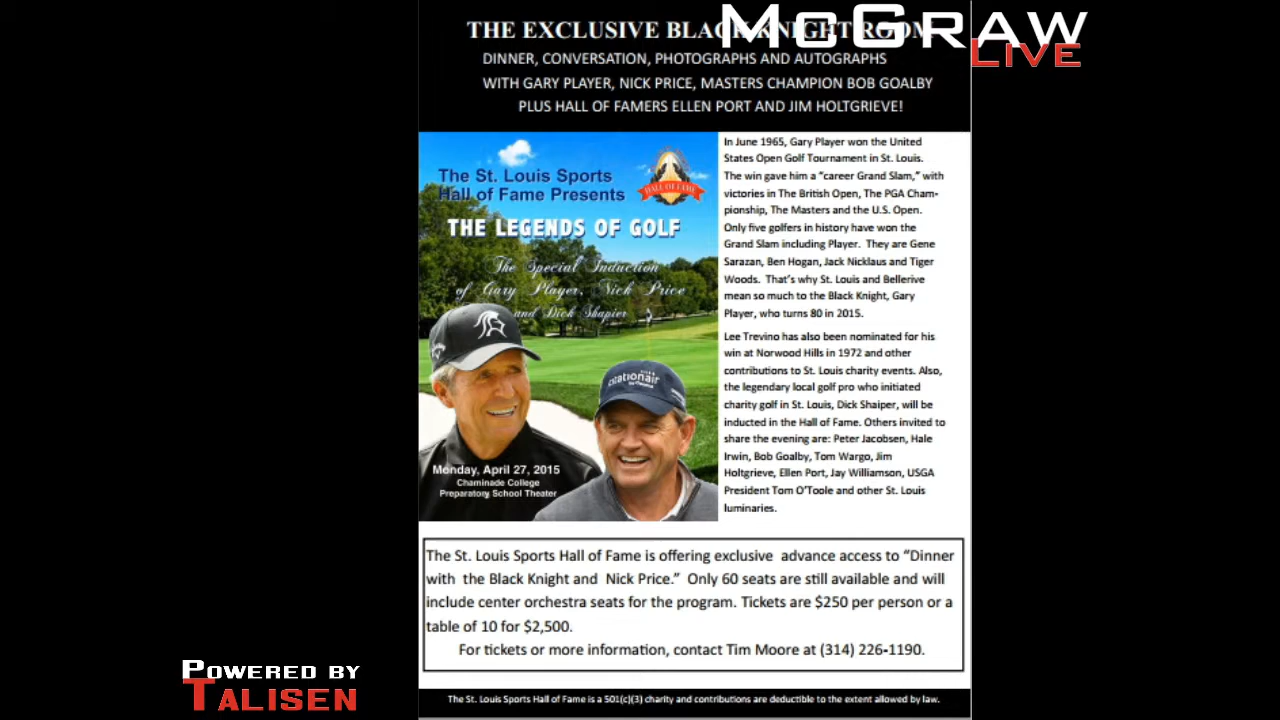 McGraw
Live
THE EXCLUSIVE BLACK KNIGHT ROOM
DINNER, CONVERSATION, PHOTOGRAPHS AND AUTOGRAPHS
WITH GARY PLAYER, NICK PRICE, MASTERS CHAMPION BOB GOALBY
PLUS HALL OF FAMERS ELLEN PORT AND JIM HOLTGRIEVE!
The St. Louis Sports
Hall of Fame Presents
HALL OF FAME
THE LEGENDS OF GOLF
The Special Induction
of Gary Player, Nick Price
and Dick Shapier
Monday, April 27, 2015
Chaminade College
Preparatory School Theater
In June 1965, Gary Player won the United
States Open Golf Tournament in St. Louis.
The win gave him a “career Grand Slam,” with
victories in The British Open, The PGA Cham-
pionship, The Masters and the U.S. Open.
Only five golfers in history have won the
Grand Slam including Player. They are Gene
Sarazan, Ben Hogan, Jack Nicklaus and Tiger
Woods. That’s why St. Louis and Bellerive
mean so much to the Black Knight, Gary
Player, who turns 80 in 2015.
Lee Trevino has also been nominated for his
win at Norwood Hills in 1972 and other
contributions to St. Louis charity events. Also,
the legendary local golf pro who initiated
charity golf in St. Louis, Dick Shaiper, will be
inducted in the Hall of Fame. Others invited to
share the evening are: Peter Jacobsen, Hale
Irwin, Bob Goalby, Tom Wargo, Jim
Holtgrieve, Ellen Port, Jay Williamson, USGA
President Tom O’Toole and other St. Louis
luminaries.
The St. Louis Sports Hall of Fame is offering exclusive advance access to “Dinner
with the Black Knight and Nick Price.” Only 60 seats are still available and will
include center orchestra seats for the program. Tickets are $250 per person or a
table of 10 for $2,500.
For tickets or more information, contact Tim Moore at (314) 226-1190.
The St. Louis Sports Hall of Fame is a 501(c)(3) charity and contributions are deductible to the extent allowed by law.
Powered by
Talisen